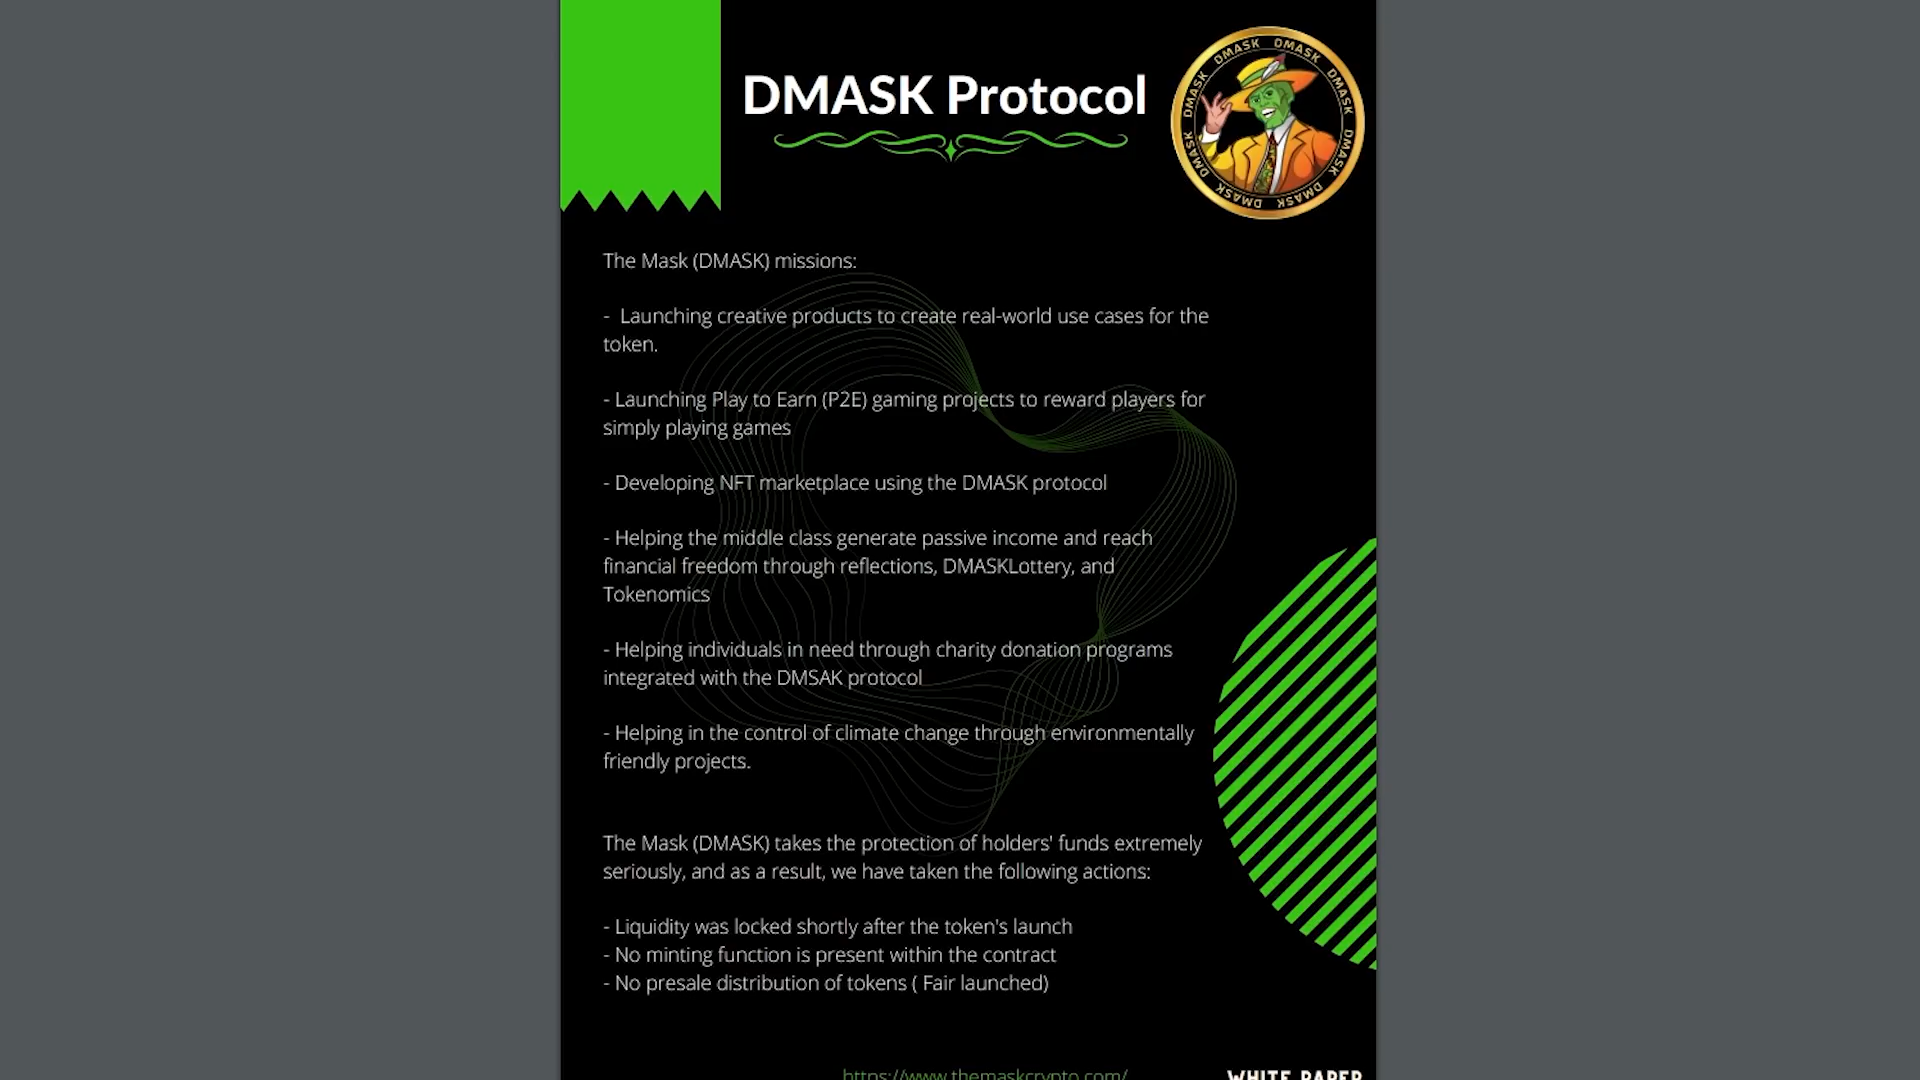 DMASK Protocol
DMASK DMASK DMASK DMASK DMASK DMASK DMASK DMASK
The Mask (DMASK) missions:
- Launching creative products to create real-world use cases for the
token.
- Launching Play to Earn (P2E) gaming projects to reward players for
simply playing games
- Developing NFT marketplace using the DMASK protocol
- Helping the middle class generate passive income and reach
financial freedom through reflections, DMASKLottery, and
Tokenomics
- Helping individuals in need through charity donation programs
integrated with the DMSAK protocol
- Helping in the control of climate change through environmentally
friendly projects.
The Mask (DMASK) takes the protection of holders' funds extremely
seriously, and as a result, we have taken the following actions:
- Liquidity was locked shortly after the token's launch
- No minting function is present within the contract
- No presale distribution of tokens ( Fair launched)
https://www.themaskcrypto.com/
WHITE PAPER